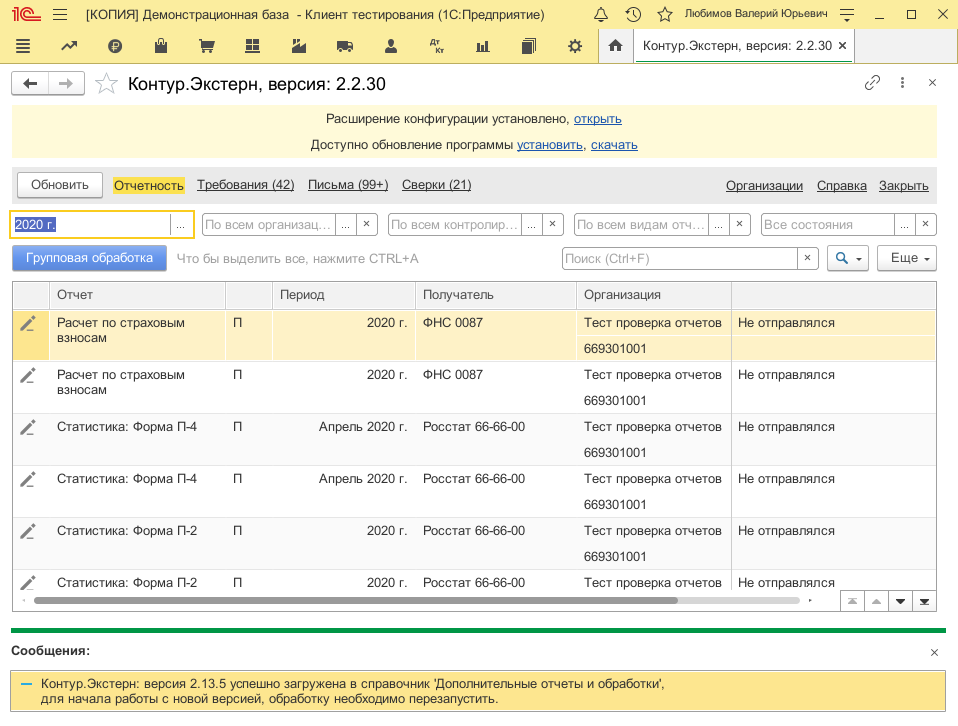 1С [КОПИЯ] Демонстрационная база - Клиент тестирования (1С:Предприятие) Любимов Валерий Юрьевич
Дт Кт Контур.Экстерн, версия: 2.2.30 ×
Контур.Экстерн, версия: 2.2.30
Расширение конфигурации установлено, открыть
Доступно обновление программы установить, скачать
Обновить Отчетность Требования (42) Письма (99+) Сверки (21) Организации Справка Закрыть
2020 г. ... По всем организац... ... × По всем контролир... ... × По всем видам отч... ... × Все состояния ... ×
Групповая обработка Что бы выделить все, нажмите CTRL+A Поиск (Ctrl+F) × Еще
Отчет Период Получатель Организация
Расчет по страховым взносам П 2020 г. ФНС 0087 Тест проверка отчетов Не отправлялся
669301001
Расчет по страховым взносам П 2020 г. ФНС 0087 Тест проверка отчетов Не отправлялся
669301001
Статистика: Форма П-4 П Апрель 2020 г. Росстат 66-66-00 Тест проверка отчетов Не отправлялся
669301001
Статистика: Форма П-4 П Апрель 2020 г. Росстат 66-66-00 Тест проверка отчетов Не отправлялся
669301001
Статистика: Форма П-2 П 2020 г. Росстат 66-66-00 Тест проверка отчетов Не отправлялся
669301001
Статистика: Форма П-2 П 2020 г. Росстат 66-66-00 Тест проверка отчетов Не отправлялся
Сообщения:
Контур.Экстерн: версия 2.13.5 успешно загружена в справочник 'Дополнительные отчеты и обработки',
для начала работы с новой версией, обработку необходимо перезапустить.